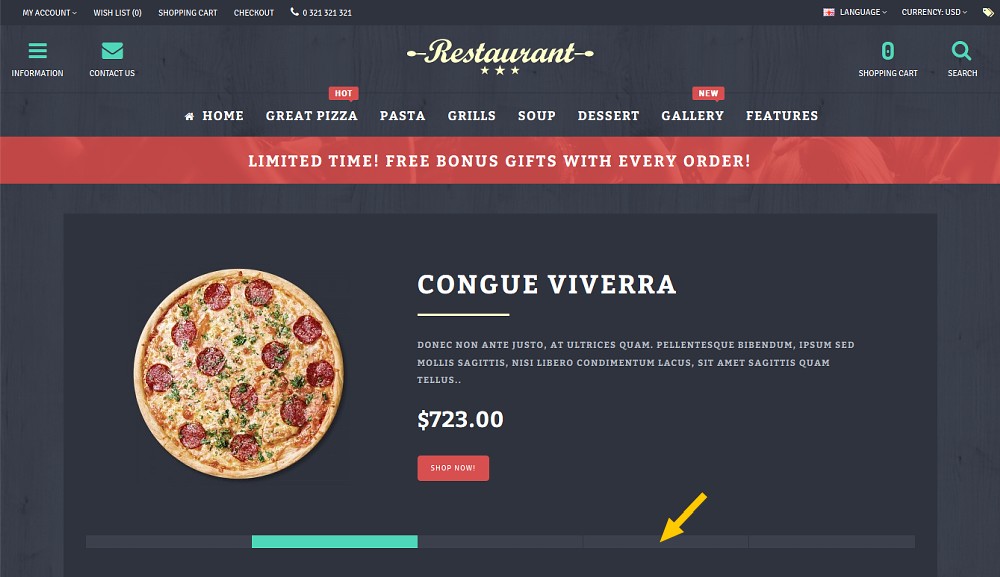 MY ACCOUNT WISH LIST (0) SHOPPING CART CHECKOUT 0 321 321 321 LANGUAGE CURRENCY: USD
INFORMATION CONTACT US Restaurant 0 SHOPPING CART SEARCH
HOT NEW
HOME GREAT PIZZA PASTA GRILLS SOUP DESSERT GALLERY FEATURES
LIMITED TIME! FREE BONUS GIFTS WITH EVERY ORDER!
CONGUE VIVERRA
DONEC NON ANTE JUSTO, AT ULTRICES QUAM. PELLENTESQUE BIBENDUM, IPSUM SED
MOLLIS SAGITTIS, NISI LIBERO CONDIMENTUM LACUS, SIT AMET SAGITTIS QUAM
TELLUS..
$723.00
SHOP NOW!